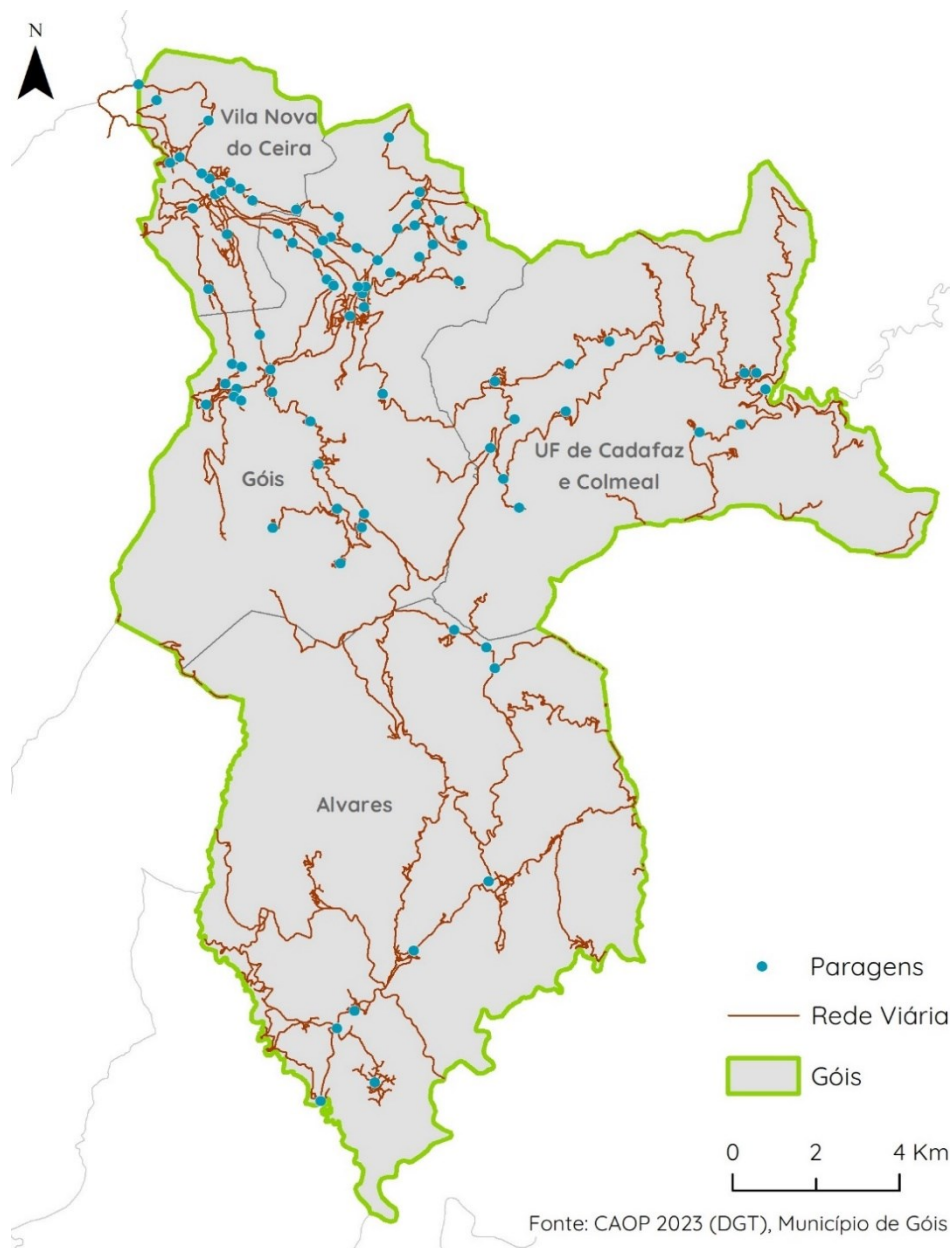 N
Vila Nova
do Ceira
UF de Cadafaz
e Colmeal
Góis
Alvares
Paragens
Rede Viária
Góis
0 2 4 Km
Fonte: CAOP 2023 (DGT), Município de Góis